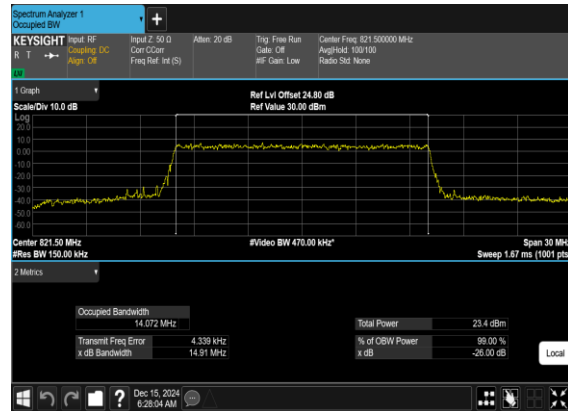 Spectrum Analyzer 1
Occupied BW
+
KEYSIGHT
R T
LXI
Input: RF
Coupling: DC
Align: Off
Input Z: 50 Ω
Corr CCorr
Freq Ref: Int (S)
Atten: 20 dB
Trig: Free Run
Gate: Off
#IF Gain: Low
Center Freq: 821.500000 MHz
Avg|Hold: 100/100
Radio Std: None
1 Graph
Scale/Div 10.0 dB
Ref Lvl Offset 24.80 dB
Ref Value 30.00 dBm
Log
20.0
10.0
0.00
-10.0
-20.0
-30.0
-40.0
-50.0
-60.0
Center 821.50 MHz
#Res BW 150.00 kHz
#Video BW 470.00 kHz*
Span 30 MHz
Sweep 1.67 ms (1001 pts
2 Metrics
Occupied Bandwidth
14.072 MHz
Transmit Freq Error 4.339 kHz
x dB Bandwidth 14.91 MHz
Total Power 23.4 dBm
% of OBW Power 99.00 %
x dB -26.00 dB
Local
?
Dec 15, 2024
6:28:04 AM